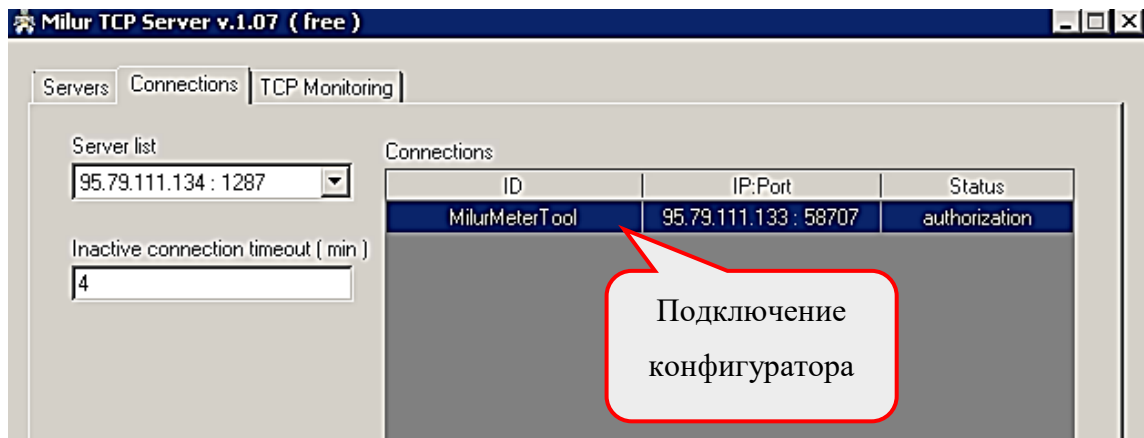 Milur TCP Server v.1.07 ( free )
Servers Connections TCP Monitoring
Server list
95.79.111.134 : 1287
Inactive connection timeout ( min )
4
Connections
ID IP:Port Status
MilurMeterTool 95.79.111.133 : 58707 authorization
Подключение
конфигуратора